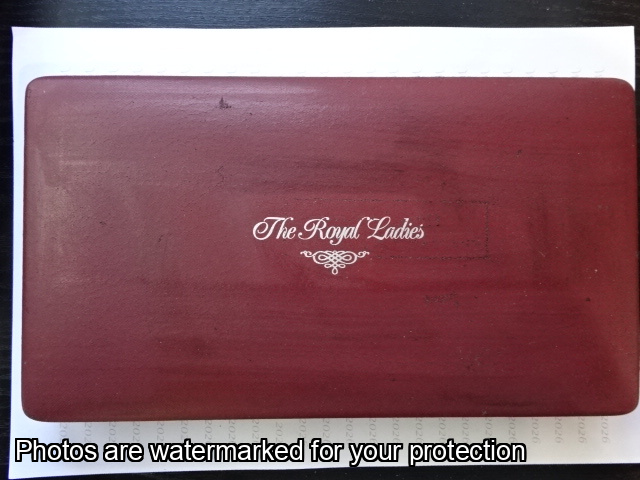 The Royal Ladies
Photos are watermarked for your protection